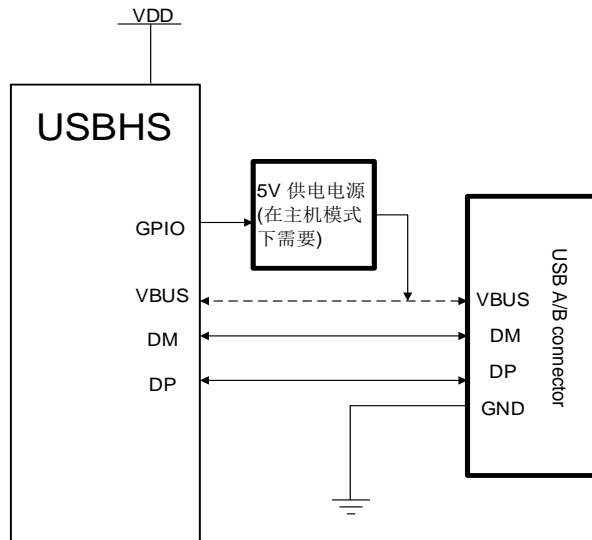 VDD
USBHS
5V 供电电源
(在主机模式
下需要)
GPIO
VBUS
DM
DP
VBUS
DM
DP
GND
USB A/B connector